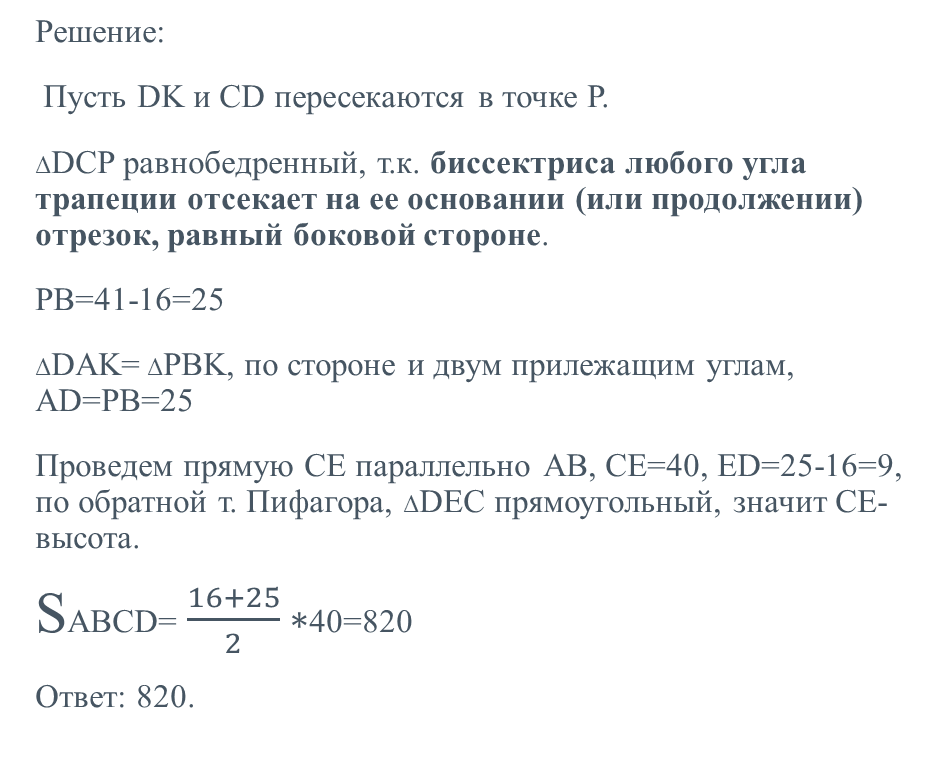 Решение:
Пусть DK и CD пересекаются в точке P.
∆DCP равнобедренный, т.к. биссектриса любого угла
трапеции отсекает на ее основании (или продолжении)
отрезок, равный боковой стороне.
PB=41-16=25
∆DAK= ∆PBK, по стороне и двум прилежащим углам,
AD=PB=25
Проведем прямую CE параллельно AB, CE=40, ED=25-16=9,
по обратной т. Пифагора, ∆DEC прямоугольный, значит CE-
высота.
SABCD= \frac{16+25}{2} *40=820
Ответ: 820.